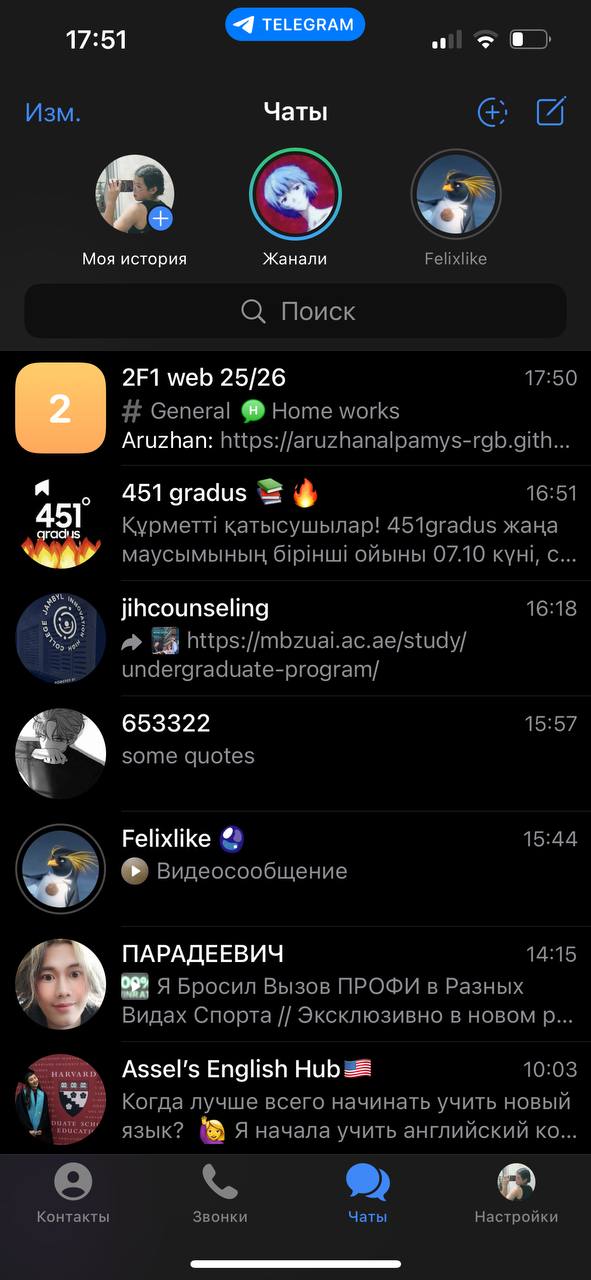 17:51
TELEGRAM
Изм.
Чаты
Моя история
Жанали
Felixlike
Поиск
2
2F1 web 25/26
17:50
# General H Home works
Aruzhan: https://aruzhanalpamys-rgb.gith...
451°
gradus
451 gradus 📚🔥
16:51
Құрметті қатысушылар! 451gradus жаңа
маусымының бірінші ойыны 07.10 күні, с...
JAMBYL INNOVATION HIGH COLLEGE
jihcounseling
16:18
https://mbzuai.ac.ae/study/
undergraduate-program/
653322
15:57
some quotes
Felixlike 🔮
15:44
Видеосообщение
ПАРАДЕЕВИЧ
14:15
Я Бросил Вызов ПРОФИ в Разных
Видах Спорта // Эксклюзивно в новом р...
HARVARD
Assel’s English Hub🇺🇸
10:03
Когда лучше всего начинать учить новый
язык? 🙋‍♀️ Я начала учить английский ко...
Контакты
Звонки
Чаты
Настройки